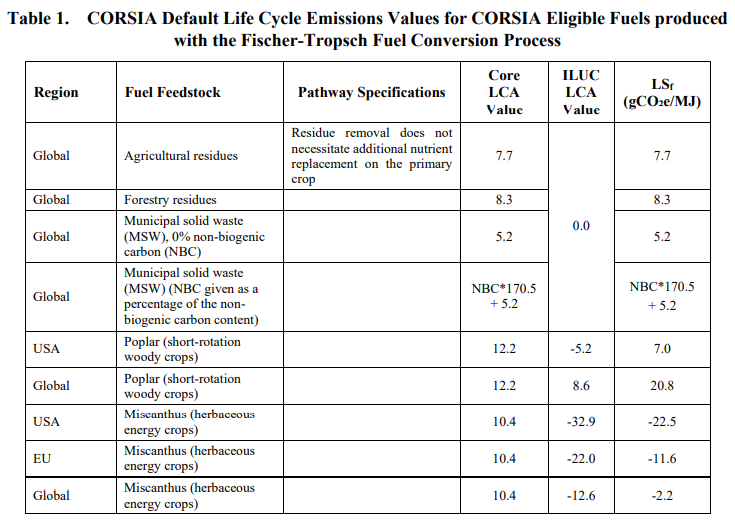 Table 1. CORSIA Default Life Cycle Emissions Values for CORSIA Eligible Fuels produced
with the Fischer-Tropsch Fuel Conversion Process
Region
Fuel Feedstock
Pathway Specifications
Core
LCA
Value
ILUC
LCA
Value
LSf
(gCO2e/MJ)
Global
Agricultural residues
Residue removal does not
necessitate additional nutrient
replacement on the primary
crop
7.7
0.0
7.7
Global
Forestry residues
8.3
8.3
Global
Municipal solid waste
(MSW), 0% non-biogenic
carbon (NBC)
5.2
5.2
Global
Municipal solid waste
(MSW) (NBC given as a
percentage of the non-
biogenic carbon content)
NBC*170.5
+ 5.2
NBC*170.5
+ 5.2
USA
Poplar (short-rotation
woody crops)
12.2
-5.2
7.0
Global
Poplar (short-rotation
woody crops)
12.2
8.6
20.8
USA
Miscanthus (herbaceous
energy crops)
10.4
-32.9
-22.5
EU
Miscanthus (herbaceous
energy crops)
10.4
-22.0
-11.6
Global
Miscanthus (herbaceous
energy crops)
10.4
-12.6
-2.2